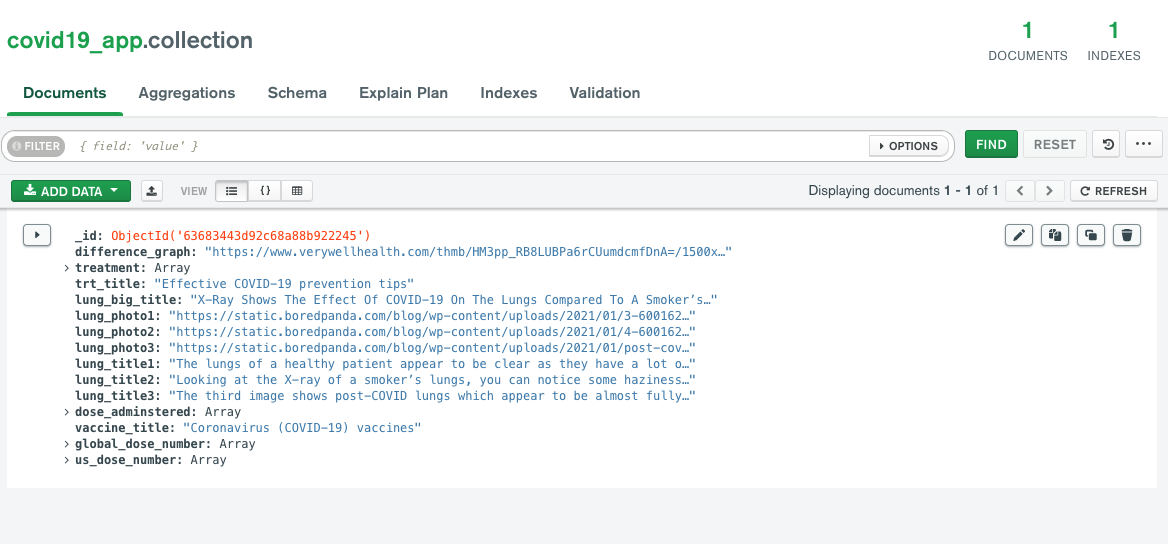 covid19_app.collection
1
DOCUMENTS
1
INDEXES
Documents Aggregations Schema Explain Plan Indexes Validation
FILTER { field: 'value' } OPTIONS FIND RESET ...
ADD DATA VIEW {} Displaying documents 1 - 1 of 1 < > REFRESH
_id: ObjectId('63683443d92c68a88b922245')
difference_graph: "https://www.verywellhealth.com/thmb/HM3pp_RB8LUBPa6rCUumdcmfDnA=/1500x…"
> treatment: Array
trt_title: "Effective COVID-19 prevention tips"
lung_big_title: "X-Ray Shows The Effect Of COVID-19 On The Lungs Compared To A Smoker’s…"
lung_photo1: "https://static.boredpanda.com/blog/wp-content/uploads/2021/01/3-600162…"
lung_photo2: "https://static.boredpanda.com/blog/wp-content/uploads/2021/01/4-600162…"
lung_photo3: "https://static.boredpanda.com/blog/wp-content/uploads/2021/01/post-cov…"
lung_title1: "The lungs of a healthy patient appear to be clear as they have a lot o…"
lung_title2: "Looking at the X-ray of a smoker’s lungs, you can notice some haziness…"
lung_title3: "The third image shows post-COVID lungs which appear to be almost fully…"
> dose_adminstered: Array
vaccine_title: "Coronavirus (COVID-19) vaccines"
> global_dose_number: Array
> us_dose_number: Array